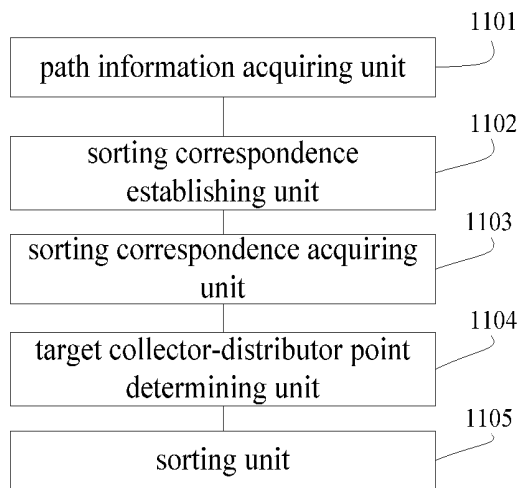 1101
path information acquiring unit
1102
sorting correspondence
establishing unit
1103
sorting correspondence acquiring
unit
1104
target collector-distributor point
determining unit
1105
sorting unit